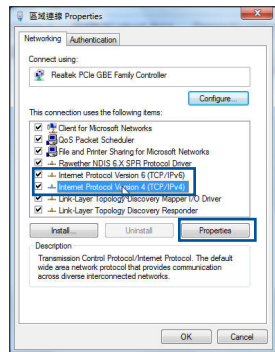 區域連線 Properties
Networking Authentication
Connect using:
Realtek PCIe GBE Family Controller
Configure...
This connection uses the following items:
Client for Microsoft Networks
QoS Packet Scheduler
File and Printer Sharing for Microsoft Networks
Rawether NDIS 6.X SPR Protocol Driver
Internet Protocol Version 6 (TCP/IPv6)
Internet Protocol Version 4 (TCP/IPv4)
Link-Layer Topology Discovery Mapper I/O Driver
Link-Layer Topology Discovery Responder
Install... Uninstall Properties
Description
Transmission Control Protocol/Internet Protocol. The default
wide area network protocol that provides communication
across diverse interconnected networks.
OK Cancel